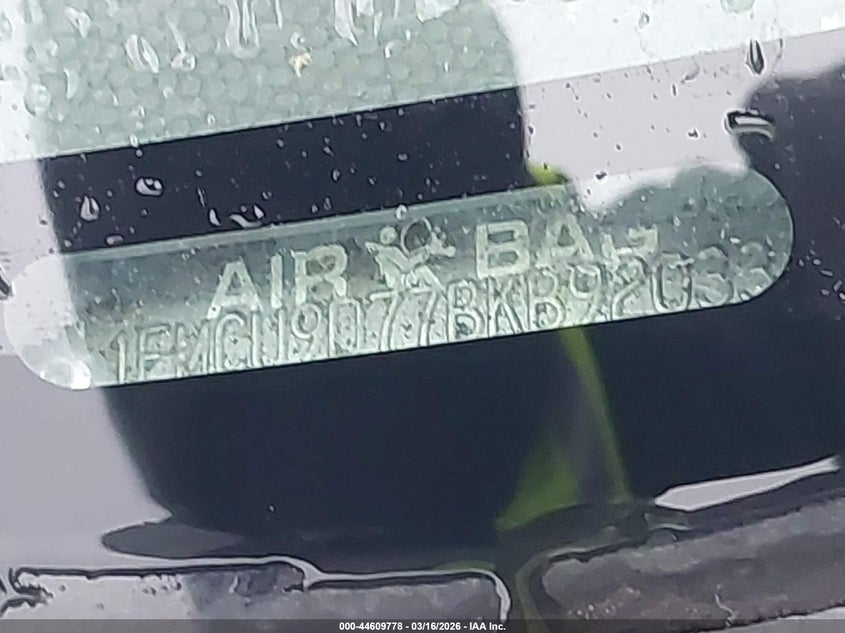 AIR BAG
1FMCU9D77BKB92033
000-44609778 - 03/16/2026 - IAA Inc.